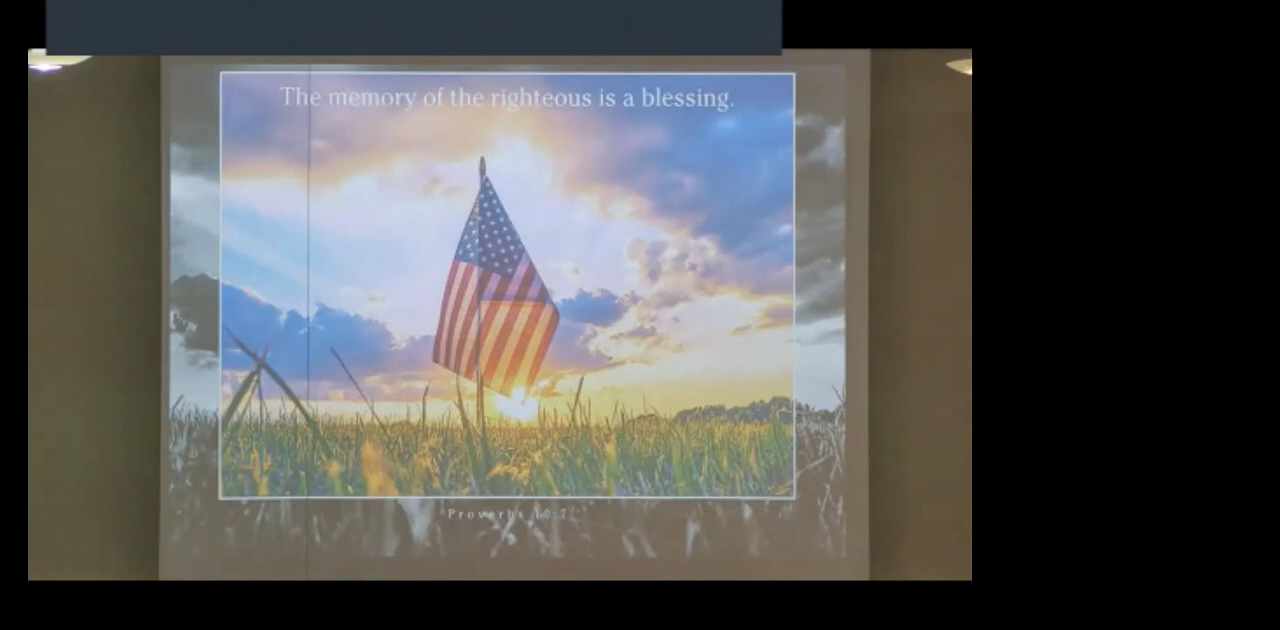 The memory of the righteous is a blessing.
Proverbs 10:7